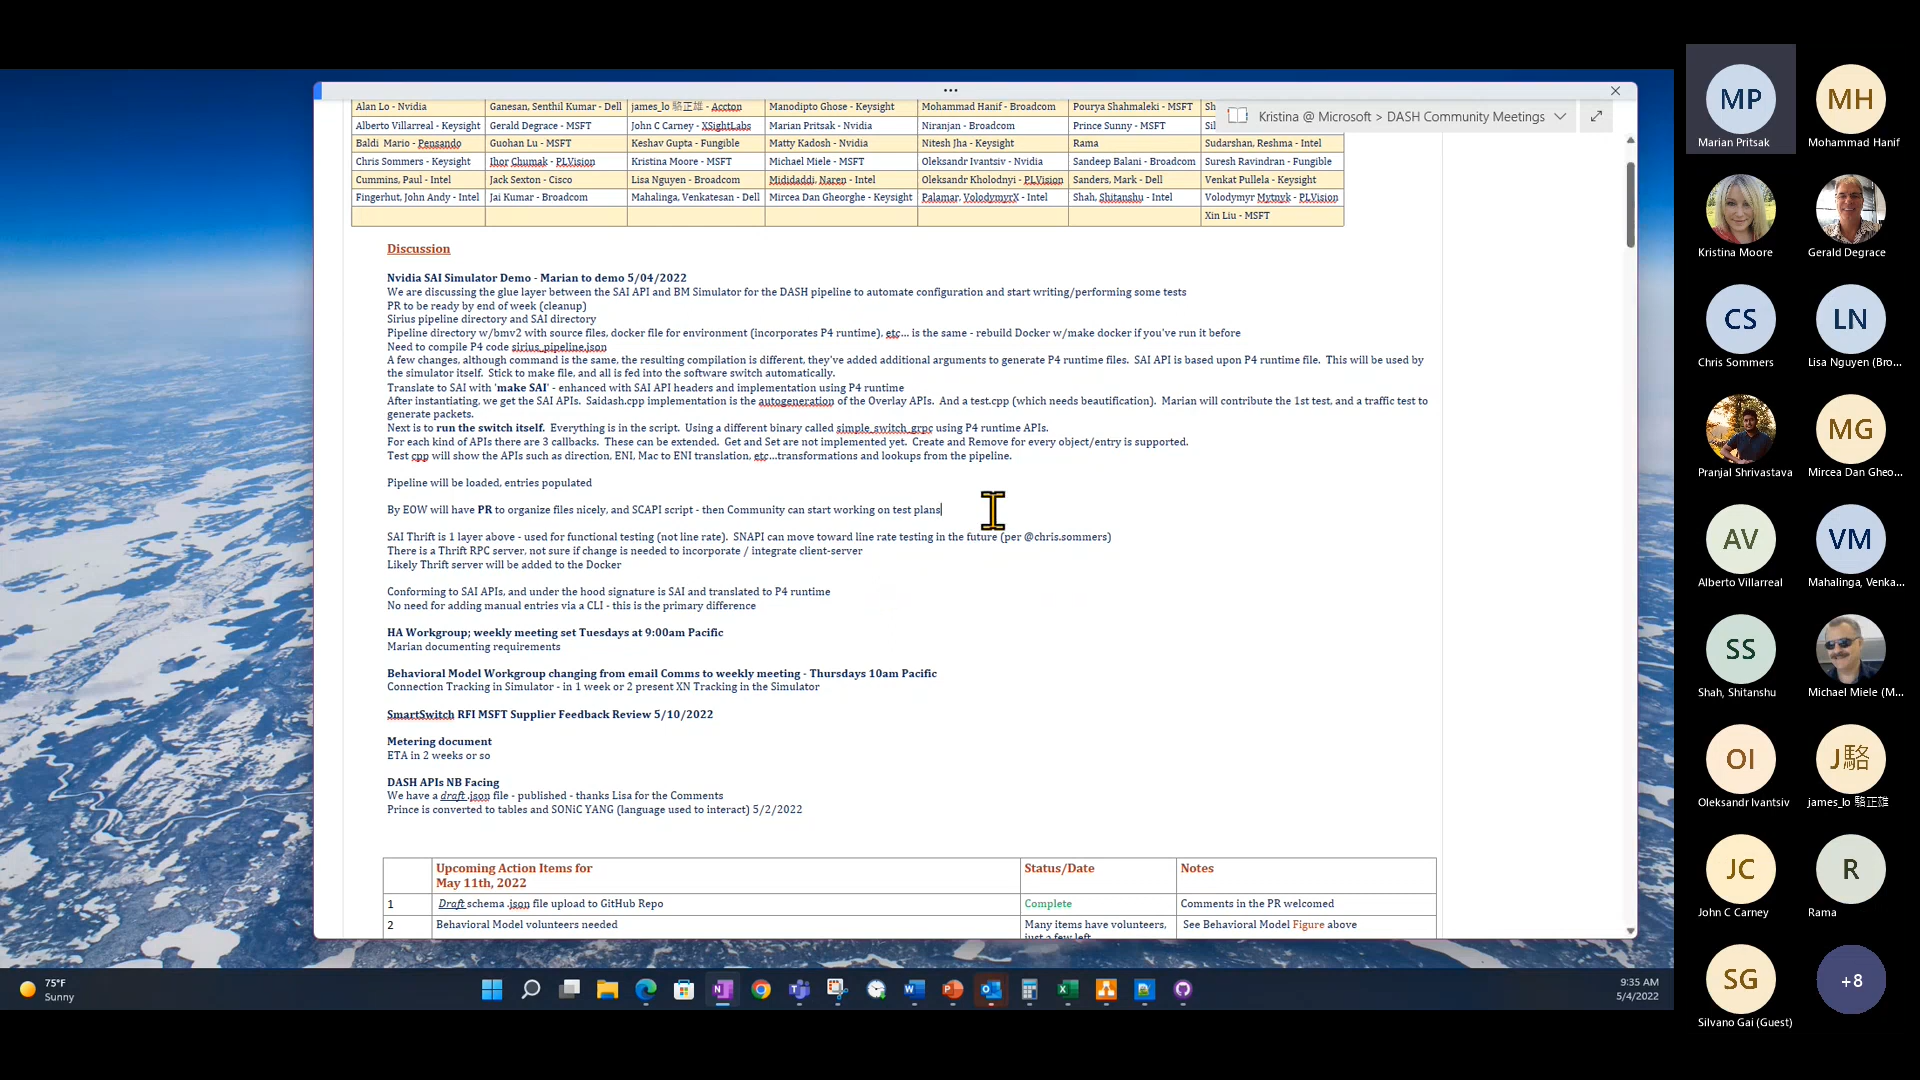 Kristina @ Microsoft > DASH Community Meetings
Alan Lo - Nvidia
Ganesan, Senthil Kumar - Dell
james_lo 駱正雄 - Accton
Manodipto Ghose - Keysight
Mohammad Hanif - Broadcom
Pourya Shahmaleki - MSFT
Sh
Alberto Villarreal - Keysight
Gerald Degrace - MSFT
John C Carney - XSightLabs
Marian Pritsak - Nvidia
Niranjan - Broadcom
Prince Sunny - MSFT
Sil
Baldi Mario - Pensando
Guohan Lu - MSFT
Keshav Gupta - Fungible
Matty Kadosh - Nvidia
Nitesh Jha - Keysight
Rama
Sudarshan, Reshma - Intel
Chris Sommers - Keysight
Ihor Chumak - PLVision
Kristina Moore - MSFT
Michael Miele - MSFT
Oleksandr Ivantsiv - Nvidia
Sandeep Balani - Broadcom
Suresh Ravindran - Fungible
Cummins, Paul - Intel
Jack Sexton - Cisco
Lisa Nguyen - Broadcom
Mididaddi, Naren - Intel
Oleksandr Kholodnyi - PLVision
Sanders, Mark - Dell
Venkat Pullela - Keysight
Fingerhut, John Andy - Intel
Jai Kumar - Broadcom
Mahalinga, Venkatesan - Dell
Mircea Dan Gheorghe - Keysight
Palamar, VolodymyrX - Intel
Shah, Shitanshu - Intel
Volodymyr Mytnyk - PLVision
Xin Liu - MSFT
Discussion
Nvidia SAI Simulator Demo - Marian to demo 5/04/2022
We are discussing the glue layer between the SAI API and BM Simulator for the DASH pipeline to automate configuration and start writing/performing some tests
PR to be ready by end of week (cleanup)
Sirius pipeline directory and SAI directory
Pipeline directory w/bmv2 with source files, docker file for environment (incorporates P4 runtime), etc... is the same - rebuild Docker w/make docker if you've run it before
Need to compile P4 code sirius_pipeline.json
A few changes, although command is the same, the resulting compilation is different, they've added additional arguments to generate P4 runtime files.  SAI API is based upon P4 runtime file.  This will be used by
the simulator itself.  Stick to make file, and all is fed into the software switch automatically.
Translate to SAI with 'make SAI' - enhanced with SAI API headers and implementation using P4 runtime
After instantiating, we get the SAI APIs.  Saidash.cpp implementation is the autogeneration of the Overlay APIs.  And a test.cpp (which needs beautification).  Marian will contribute the 1st test, and a traffic test to
generate packets.
Next is to run the switch itself.  Everything is in the script.  Using a different binary called simple_switch_grpc using P4 runtime APIs.
For each kind of APIs there are 3 callbacks.  These can be extended.  Get and Set are not implemented yet.  Create and Remove for every object/entry is supported.
Test cpp will show the APIs such as direction, ENI, Mac to ENI translation, etc...transformations and lookups from the pipeline.
Pipeline will be loaded, entries populated
By EOW will have PR to organize files nicely, and SCAPI script - then Community can start working on test plans
SAI Thrift is 1 layer above - used for functional testing (not line rate).  SNAPI can move toward line rate testing in the future (per @chris.sommers)
There is a Thrift RPC server, not sure if change is needed to incorporate / integrate client-server
Likely Thrift server will be added to the Docker
Conforming to SAI APIs, and under the hood signature is SAI and translated to P4 runtime
No need for adding manual entries via a CLI - this is the primary difference
HA Workgroup; weekly meeting set Tuesdays at 9:00am Pacific
Marian documenting requirements
Behavioral Model Workgroup changing from email Comms to weekly meeting - Thursdays 10am Pacific
Connection Tracking in Simulator - in 1 week or 2 present XN Tracking in the Simulator
SmartSwitch RFI MSFT Supplier Feedback Review 5/10/2022
Metering document
ETA in 2 weeks or so
DASH APIs NB Facing
We have a draft .json file - published - thanks Lisa for the Comments
Prince is converted to tables and SONiC YANG (language used to interact) 5/2/2022
Upcoming Action Items for
May 11th, 2022
Status/Date
Notes
1
Draft schema .json file upload to GitHub Repo
Complete
Comments in the PR welcomed
2
Behavioral Model volunteers needed
Many items have volunteers,
just a few left
See Behavioral Model Figure above
75°F
Sunny
9:35 AM
5/4/2022
MP
Marian Pritsak
MH
Mohammad Hanif
Kristina Moore
Gerald Degrace
CS
Chris Sommers
LN
Lisa Nguyen (Bro...
Pranjal Shrivastava
MG
Mircea Dan Gheo...
AV
Alberto Villarreal
VM
Mahalinga, Venka...
SS
Shah, Shitanshu
Michael Miele (M...
OI
Oleksandr Ivantsiv
J駱
james_lo 駱正雄
JC
John C Carney
R
Rama
SG
Silvano Gai (Guest)
+8